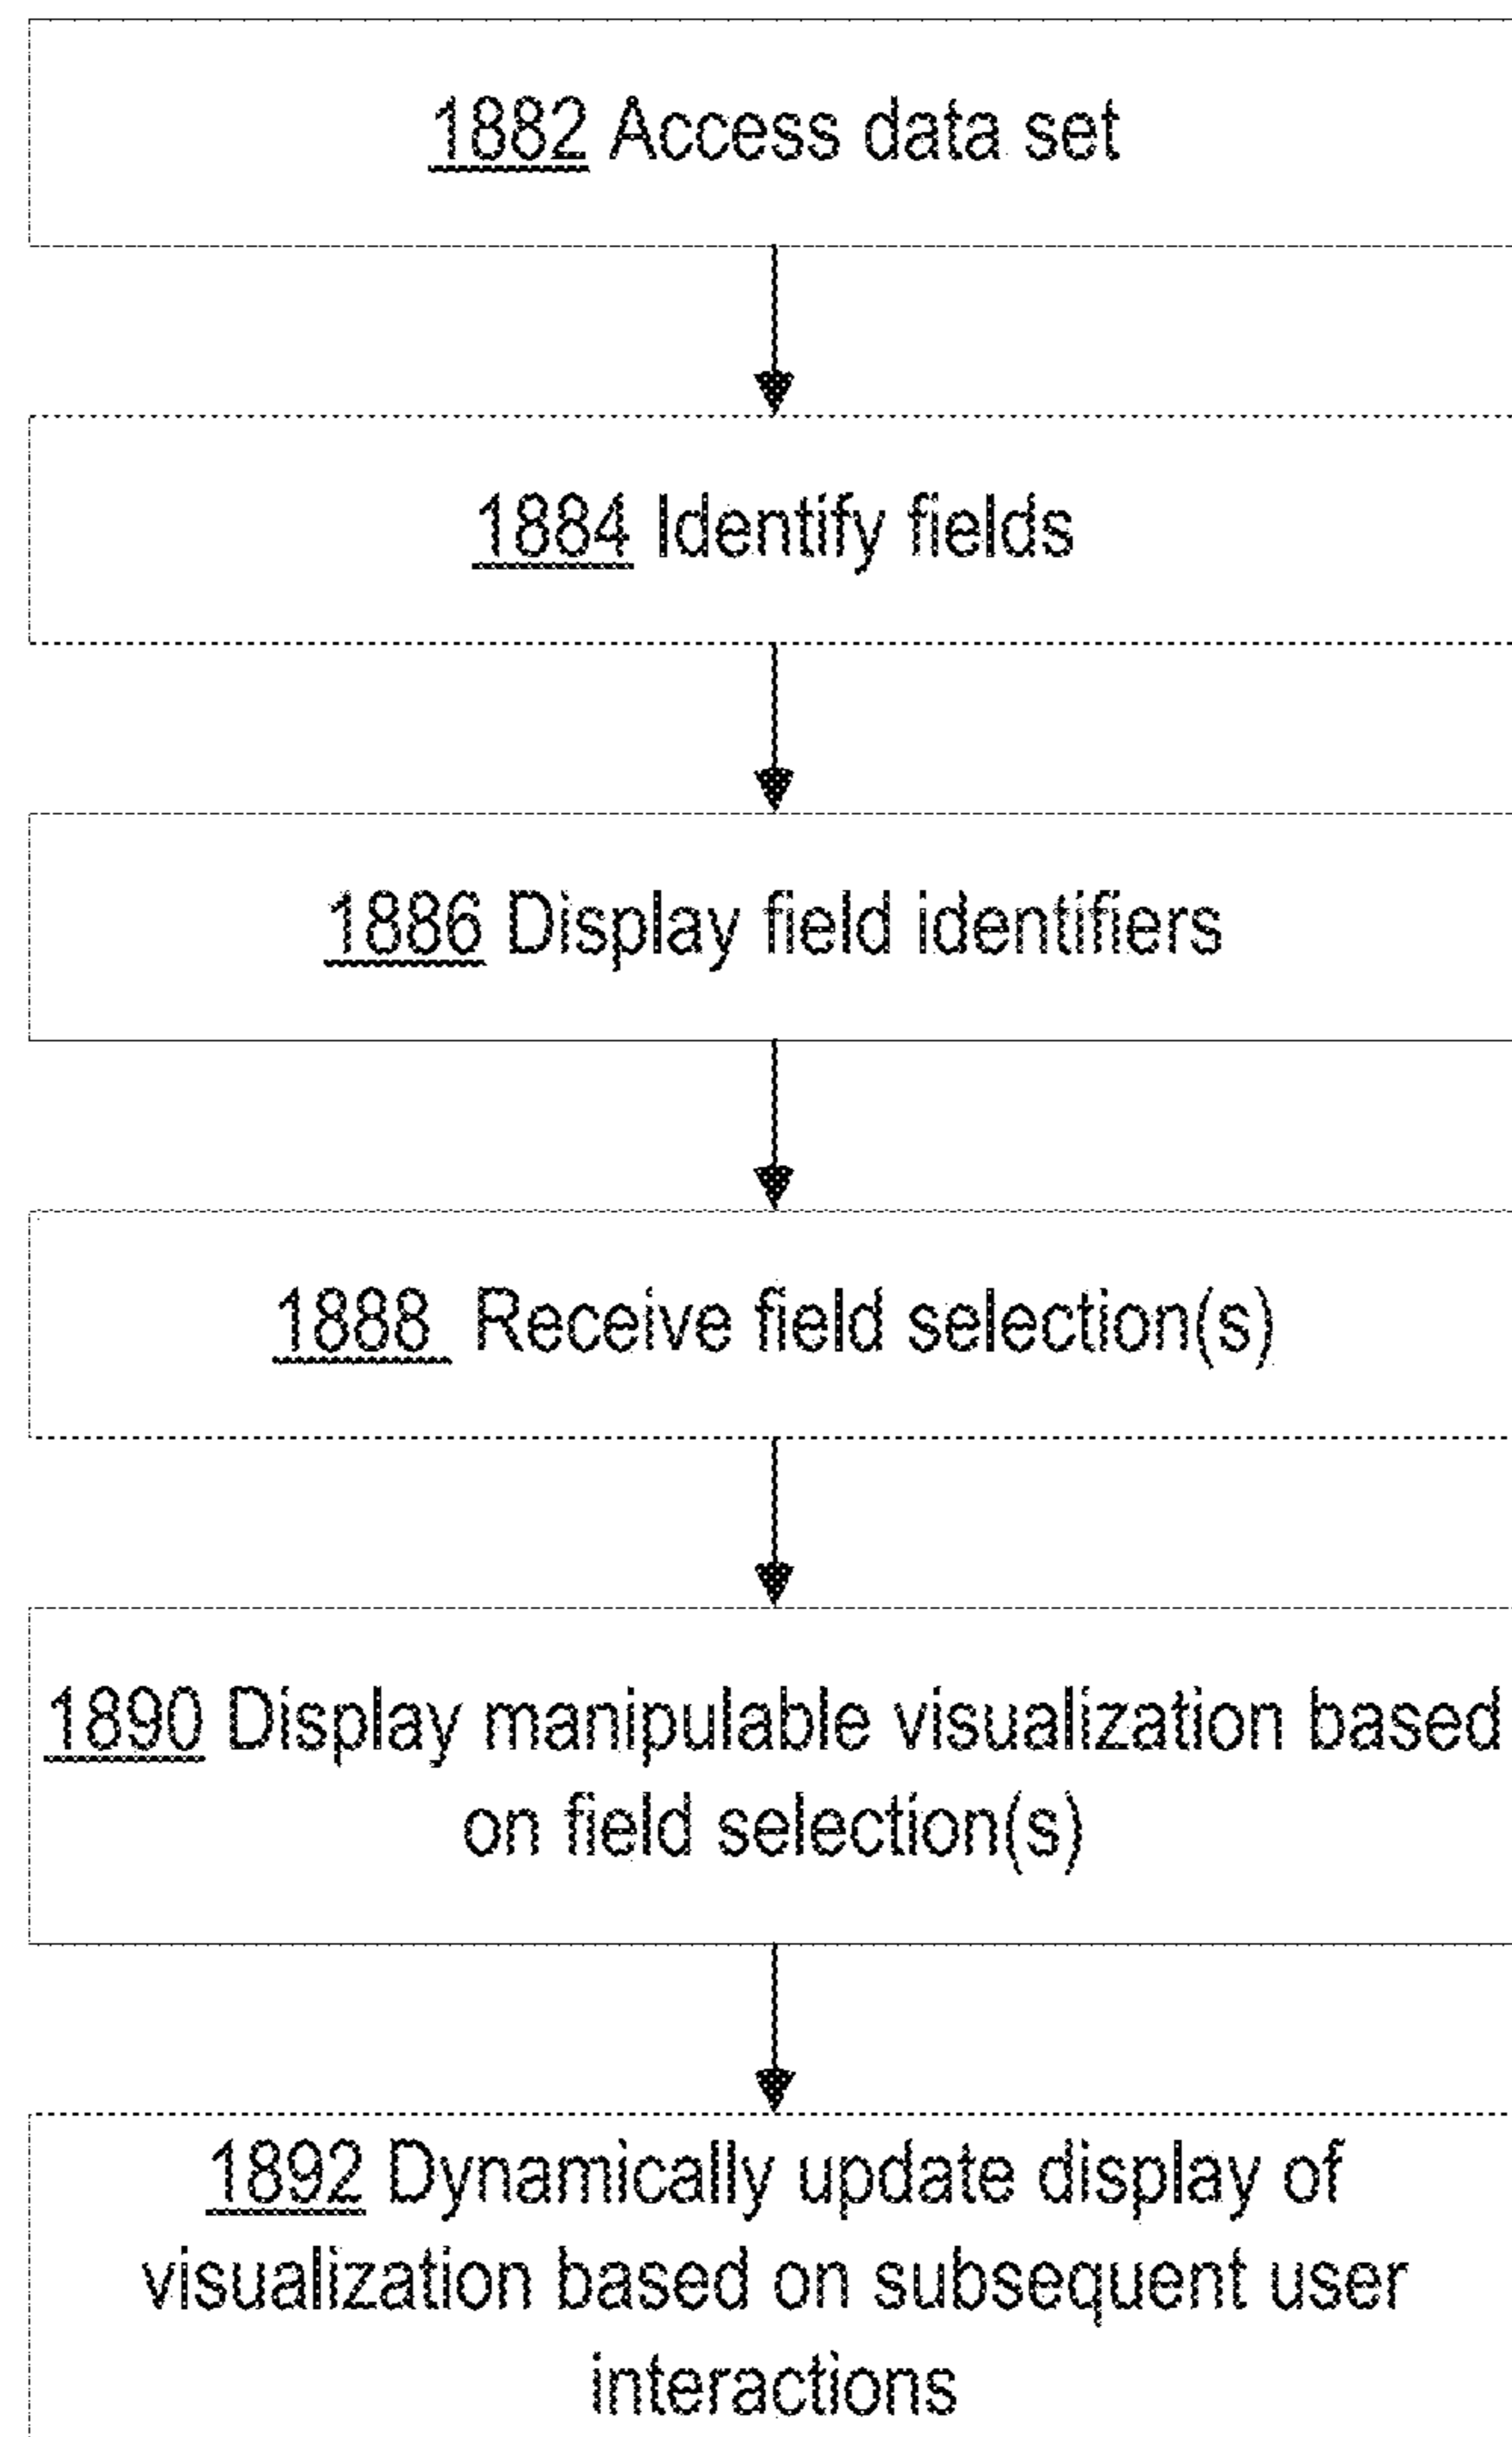 1882 Access data set
1884 Identify fields
1886 Display field identifiers
1888 Receive field selection(s)
1890 Display manipulable visualization based
on field selection(s)
1892 Dynamically update display of
visualization based on subsequent user
interactions